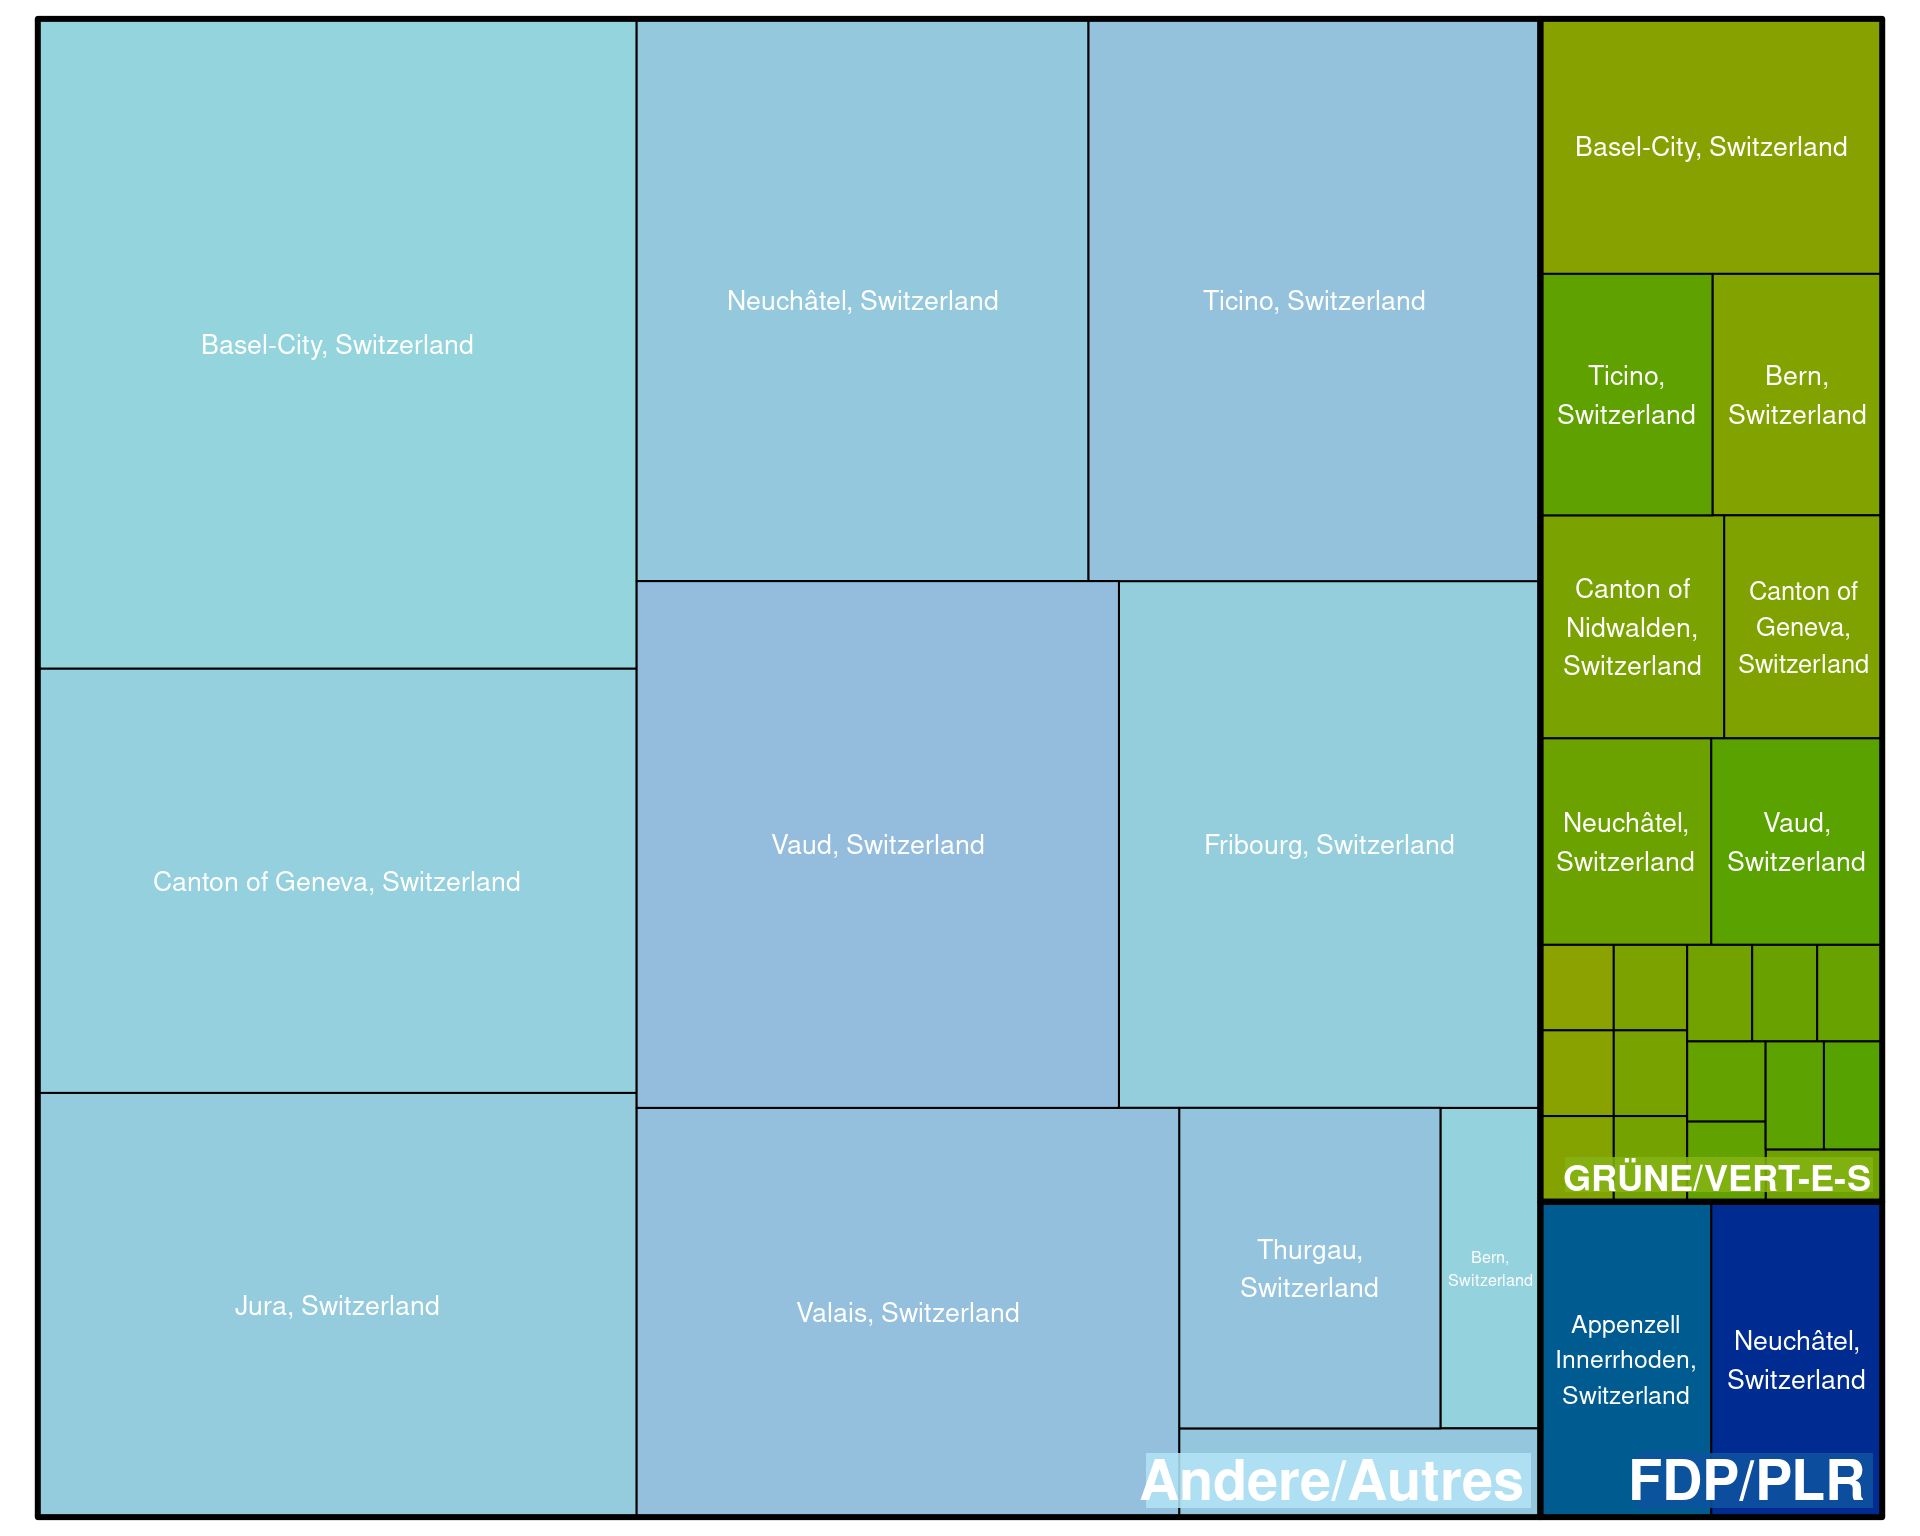 Basel-City, Switzerland
Neuchâtel, Switzerland
Ticino, Switzerland
Canton of Geneva, Switzerland
Vaud, Switzerland
Fribourg, Switzerland
Jura, Switzerland
Valais, Switzerland
Thurgau,
Switzerland
Bern,
Switzerland
Andere/Autres
Basel-City, Switzerland
Ticino,
Switzerland
Bern,
Switzerland
Canton of
Nidwalden,
Switzerland
Canton of
Geneva,
Switzerland
Neuchâtel,
Switzerland
Vaud,
Switzerland
GRÜNE/VERT-E-S
Appenzell
Innerrhoden,
Switzerland
Neuchâtel,
Switzerland
FDP/PLR